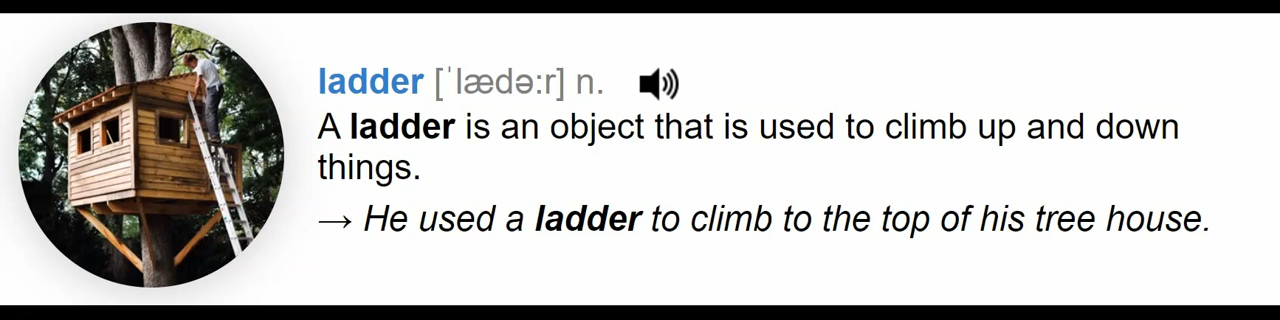 ladder [ˈlædə:r] n.
A ladder is an object that is used to climb up and down
things.
→ He used a ladder to climb to the top of his tree house.